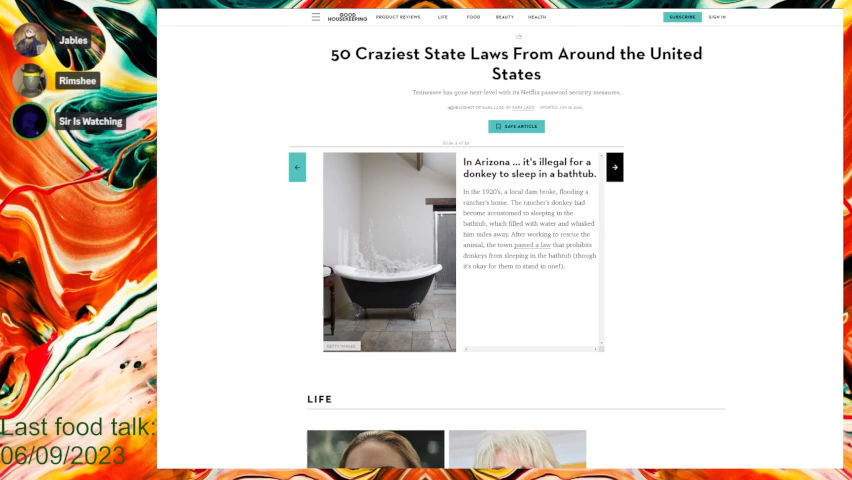 Jables
Rimshee
Sir Is Watching
GOOD
HOUSEKEEPING
PRODUCT REVIEWS
LIFE
FOOD
BEAUTY
HEALTH
SUBSCRIBE
SIGN IN
50 Craziest State Laws From Around the United
States
Tennessee has gone next-level with its Netflix password security measures.
BY KARA LADD
SAVE ARTICLE
In Arizona ... it's illegal for a
donkey to sleep in a bathtub.
In the 1920's, a local dam broke, flooding a
rancher's home. The rancher's donkey had
become accustomed to sleeping in the
bathtub, which filled with water and whisked
him miles away. After working to rescue the
animal, the town passed a law that prohibits
donkeys from sleeping in the bathtub (though
it's okay for them to stand in one!).
GETTY IMAGES
LIFE
Last food talk:
06/09/2023